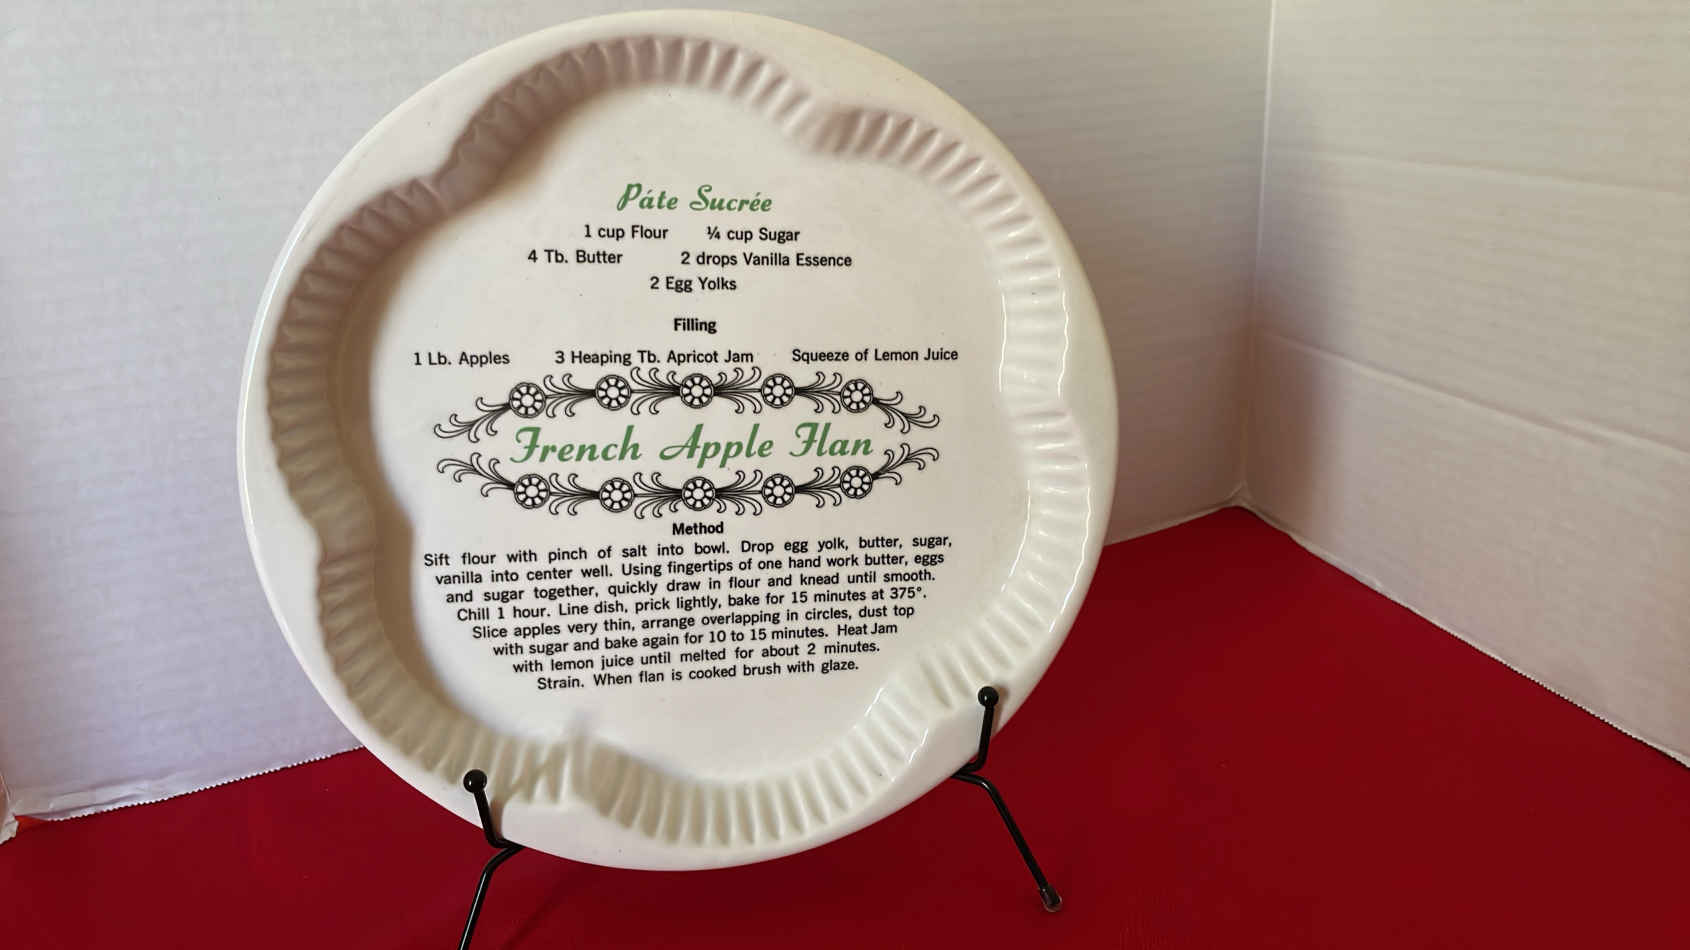 Páte Sucrée
1 cup Flour ¼ cup Sugar
4 Tb. Butter 2 drops Vanilla Essence
2 Egg Yolks
Filling
1 Lb. Apples 3 Heaping Tb. Apricot Jam Squeeze of Lemon Juice
French Apple Flan
Method
Sift flour with pinch of salt into bowl. Drop egg yolk, butter, sugar,
vanilla into center well. Using fingertips of one hand work butter, eggs
and sugar together, quickly draw in flour and knead until smooth.
Chill 1 hour. Line dish, prick lightly, bake for 15 minutes at 375°.
Slice apples very thin, arrange overlapping in circles, dust top
with sugar and bake again for 10 to 15 minutes. Heat Jam
with lemon juice until melted for about 2 minutes.
Strain. When flan is cooked brush with glaze.